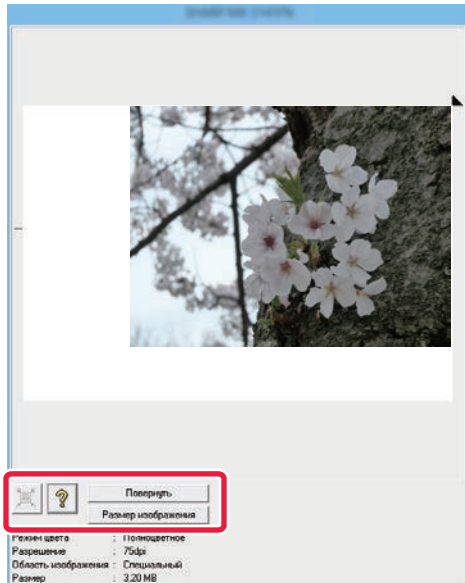 Повернуть
Размер изображения
Режим цвета : Полноцветное
Разрешение : 75dpi
Область изображения : Специальный
Размер : 3,20 MB